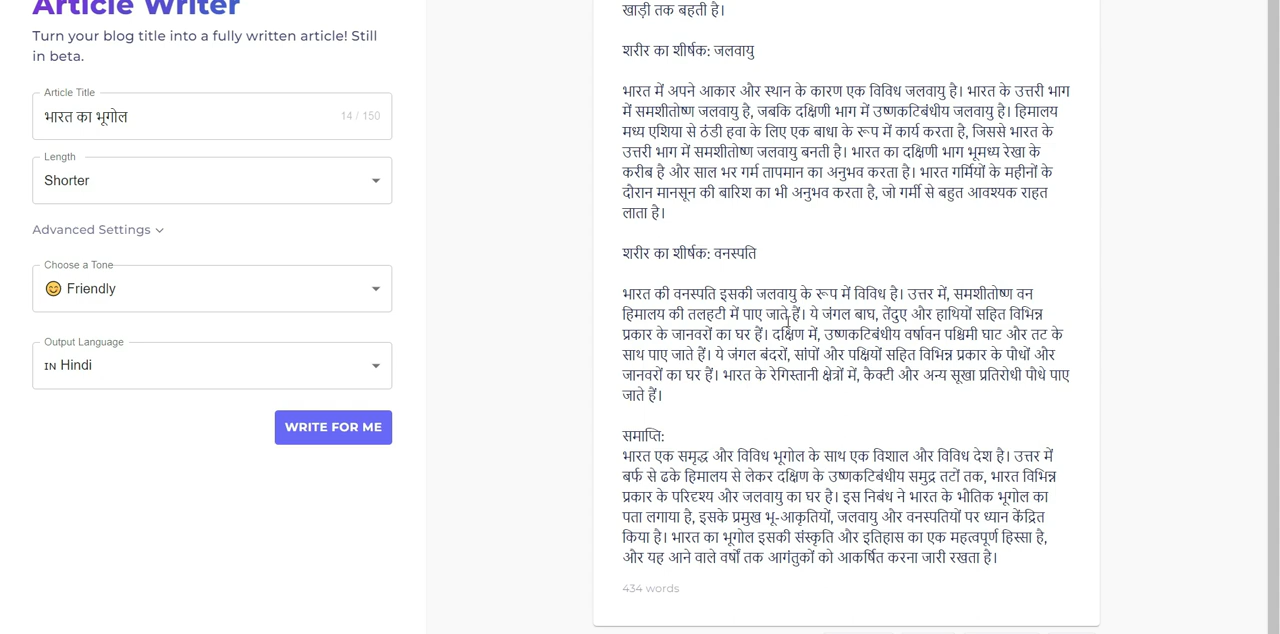 Article Writer
Turn your blog title into a fully written article! Still
in beta.
Article Title
भारत का भूगोल
14 / 150
Length
Shorter
Advanced Settings
Choose a Tone
😊 Friendly
Output Language
IN Hindi
WRITE FOR ME
खाड़ी तक बहती है।
शरीर का शीर्षक: जलवायु
भारत में अपने आकार और स्थान के कारण एक विविध जलवायु है। भारत के उत्तरी भाग
में समशीतोष्ण जलवायु है, जबकि दक्षिणी भाग में उष्णकटिबंधीय जलवायु है। हिमालय
मध्य एशिया से ठंडी हवा के लिए एक बाधा के रूप में कार्य करता है, जिससे भारत के
उत्तरी भाग में समशीतोष्ण जलवायु बनती है। भारत का दक्षिणी भाग भूमध्य रेखा के
करीब है और साल भर गर्म तापमान का अनुभव करता है। भारत गर्मियों के महीनों के
दौरान मानसून की बारिश का भी अनुभव करता है, जो गर्मी से बहुत आवश्यक राहत
लाता है।
शरीर का शीर्षक: वनस्पति
भारत की वनस्पति इसकी जलवायु के रूप में विविध है। उत्तर में, समशीतोष्ण वन
हिमालय की तलहटी में पाए जाते हैं। ये जंगल बाघ, तेंदुए और हाथियों सहित विभिन्न
प्रकार के जानवरों का घर हैं। दक्षिण में, उष्णकटिबंधीय वर्षावन पश्चिमी घाट और तट के
साथ पाए जाते हैं। ये जंगल बंदरों, सांपों और पक्षियों सहित विभिन्न प्रकार के पौधों और
जानवरों का घर हैं। भारत के रेगिस्तानी क्षेत्रों में, कैक्टी और अन्य सूखा प्रतिरोधी पौधे पाए
जाते हैं।
समाप्ति:
भारत एक समृद्ध और विविध भूगोल के साथ एक विशाल और विविध देश है। उत्तर में
बर्फ से ढके हिमालय से लेकर दक्षिण के उष्णकटिबंधीय समुद्र तटों तक, भारत विभिन्न
प्रकार के परिदृश्य और जलवायु का घर है। इस निबंध ने भारत के भौतिक भूगोल का
पता लगाया है, इसके प्रमुख भू-आकृतियों, जलवायु और वनस्पतियों पर ध्यान केंद्रित
किया है। भारत का भूगोल इसकी संस्कृति और इतिहास का एक महत्वपूर्ण हिस्सा है,
और यह आने वाले वर्षों तक आगंतुकों को आकर्षित करना जारी रखता है।
434 words